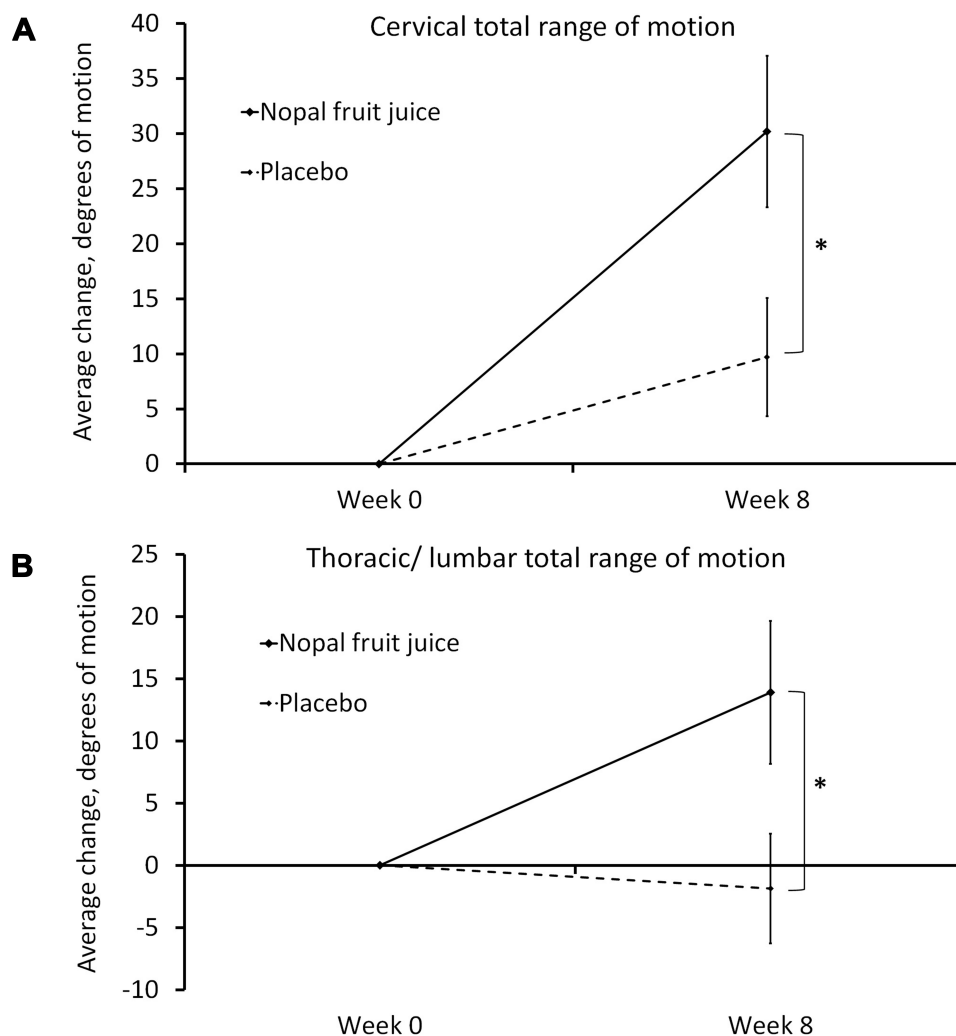 A
Cervical total range of motion
Average change, degrees of motion
40
35
30
25
20
15
10
5
0
Nopal fruit juice
Placebo
*
Week 0 Week 8
B
Thoracic/ lumbar total range of motion
Average change, degrees of motion
25
20
15
10
5
0
-5
-10
Nopal fruit juice
Placebo
*
Week 0 Week 8